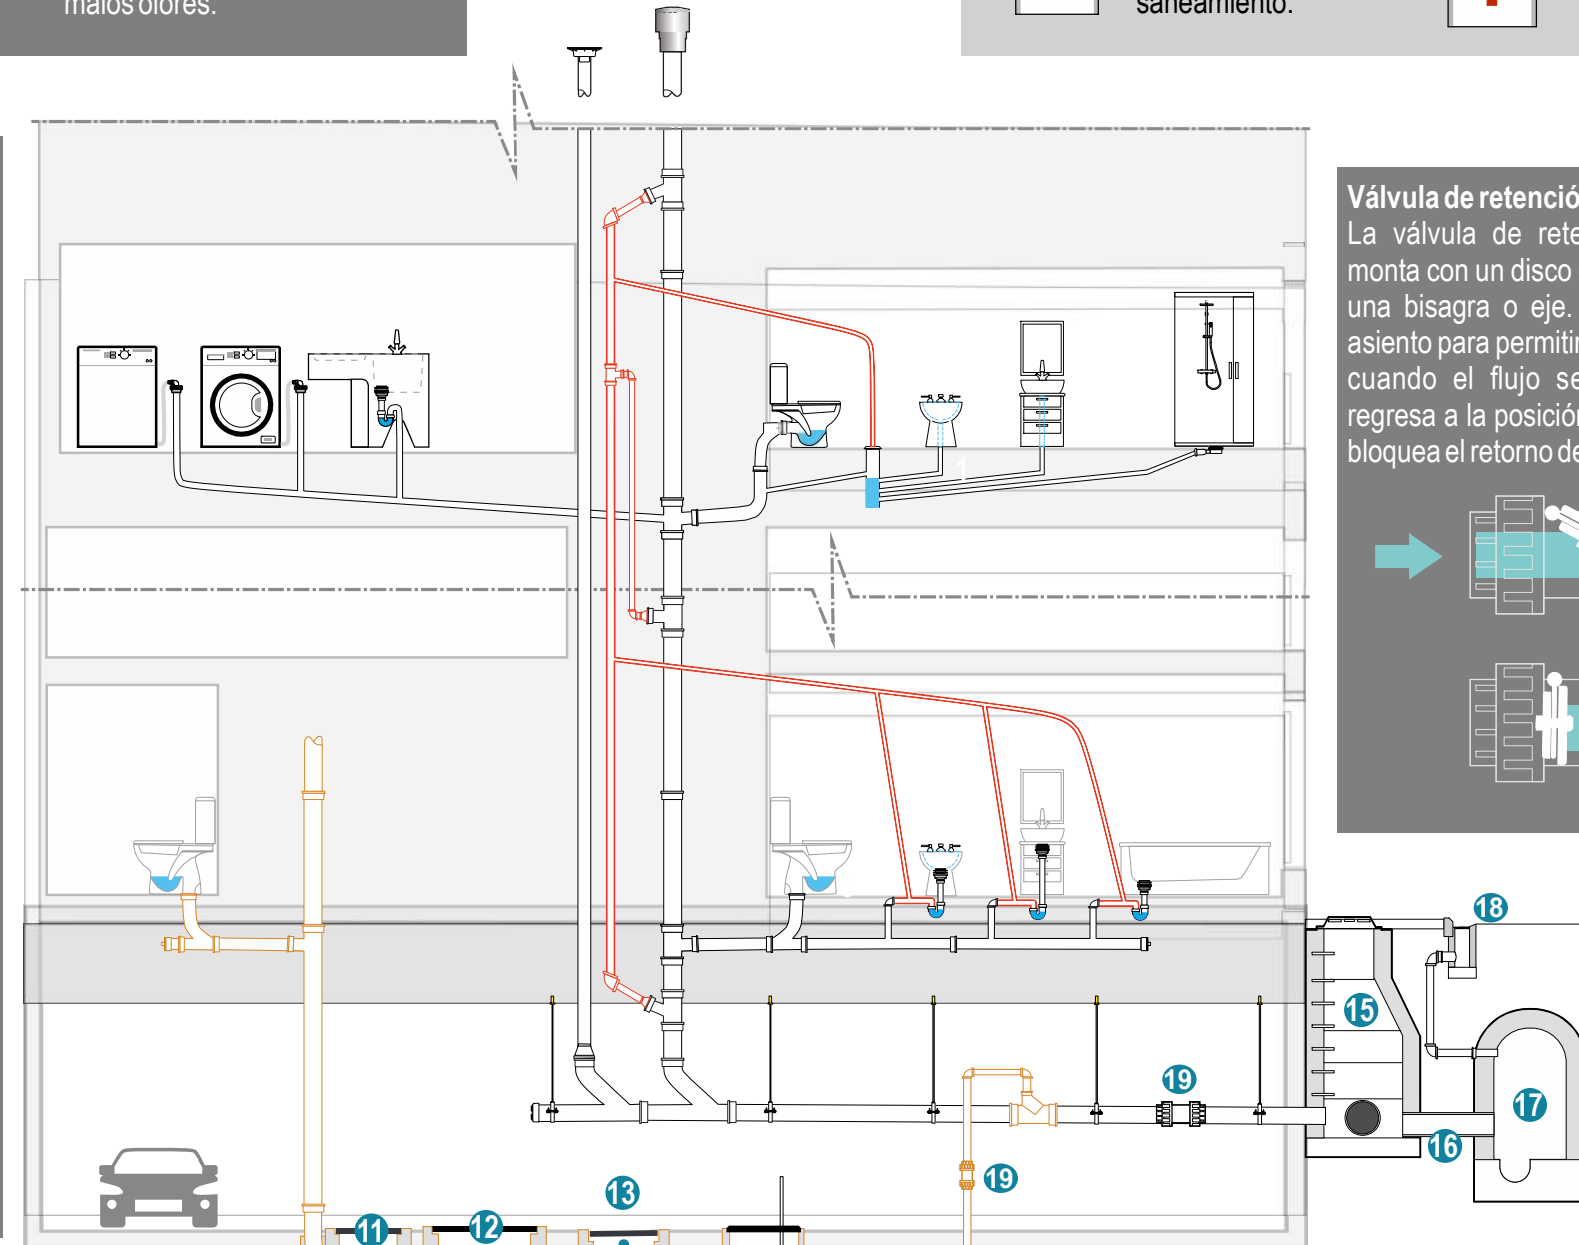 malos olores.
saneamiento.
Válvula de retenció
La válvula de rete
monta con un disco
una bisagra o eje.
asiento para permitir
cuando el flujo se
regresa a la posición
bloquea el retorno de
1
18
15
19
17
16
19
13
12
11